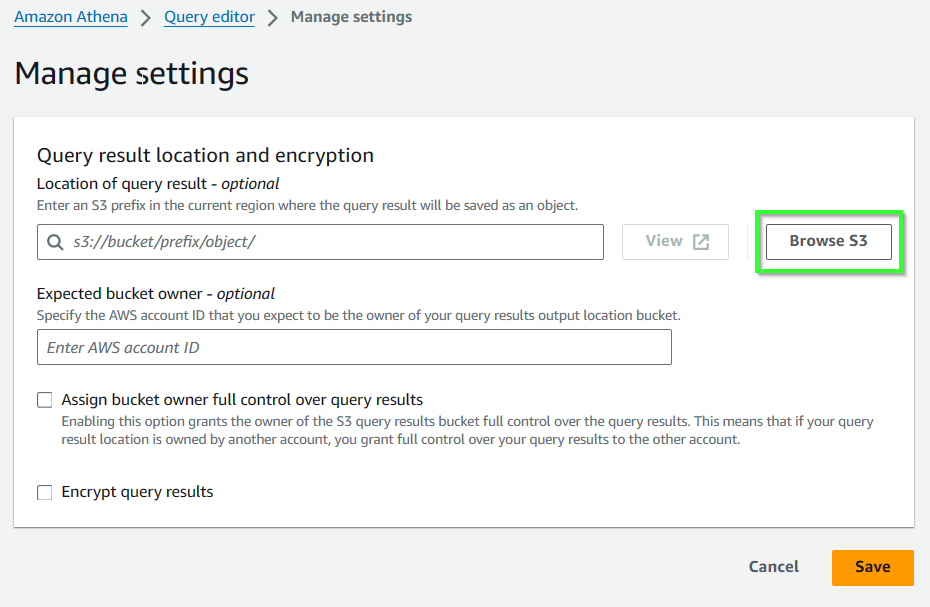 Amazon Athena > Query editor > Manage settings
Manage settings
Query result location and encryption
Location of query result - optional
Enter an S3 prefix in the current region where the query result will be saved as an object.
s3://bucket/prefix/object/
View
Browse S3
Expected bucket owner - optional
Specify the AWS account ID that you expect to be the owner of your query results output location bucket.
Enter AWS account ID
Assign bucket owner full control over query results
Enabling this option grants the owner of the S3 query results bucket full control over the query results. This means that if your query
result location is owned by another account, you grant full control over your query results to the other account.
Encrypt query results
Cancel
Save